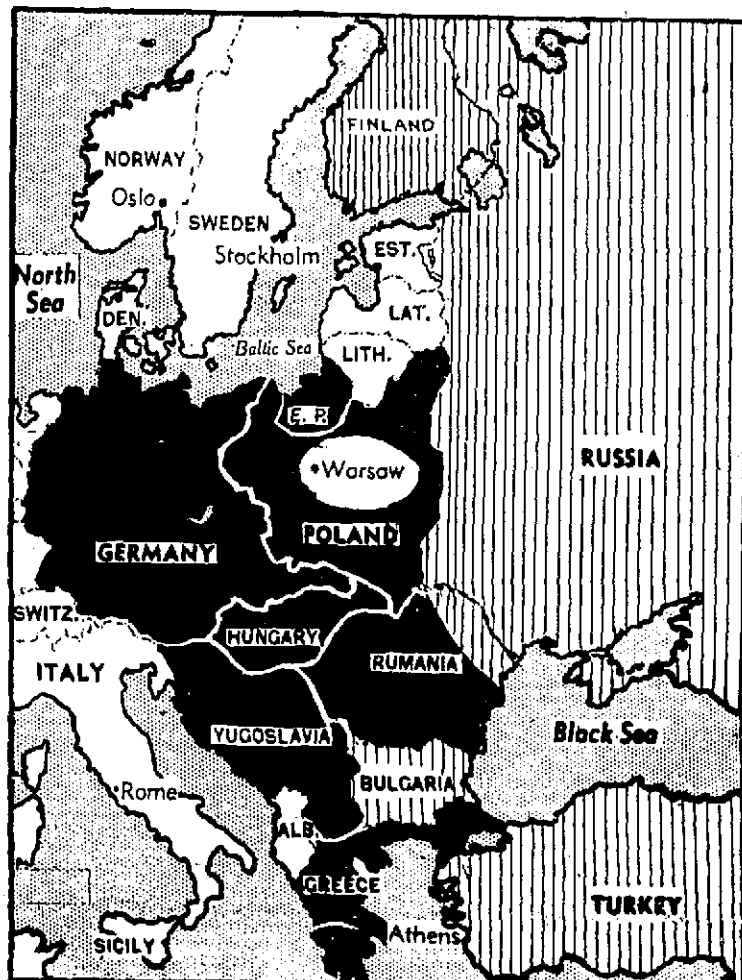 FINLAND
NORWAY
Oslo
SWEDEN
Stockholm
EST.
North
Sea
DEN.
LAT.
Baltic Sea
LITH.
E. P.
Warsaw
RUSSIA
POLAND
GERMANY
SWITZ.
HUNGARY
ITALY
RUMANIA
YUGOSLAVIA
Black Sea
BULGARIA
Rome
ALB.
GREECE
TURKEY
Athens
SICILY